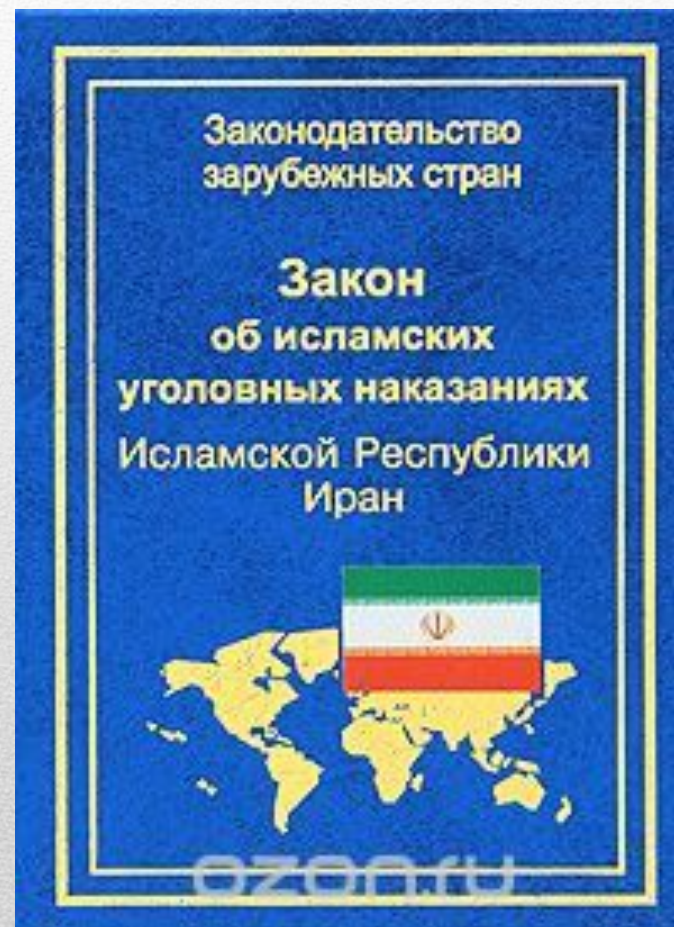 Законодательство
зарубежных стран
Закон
об исламских
уголовных наказаниях
Исламской Республики
Иран
ozon.ru